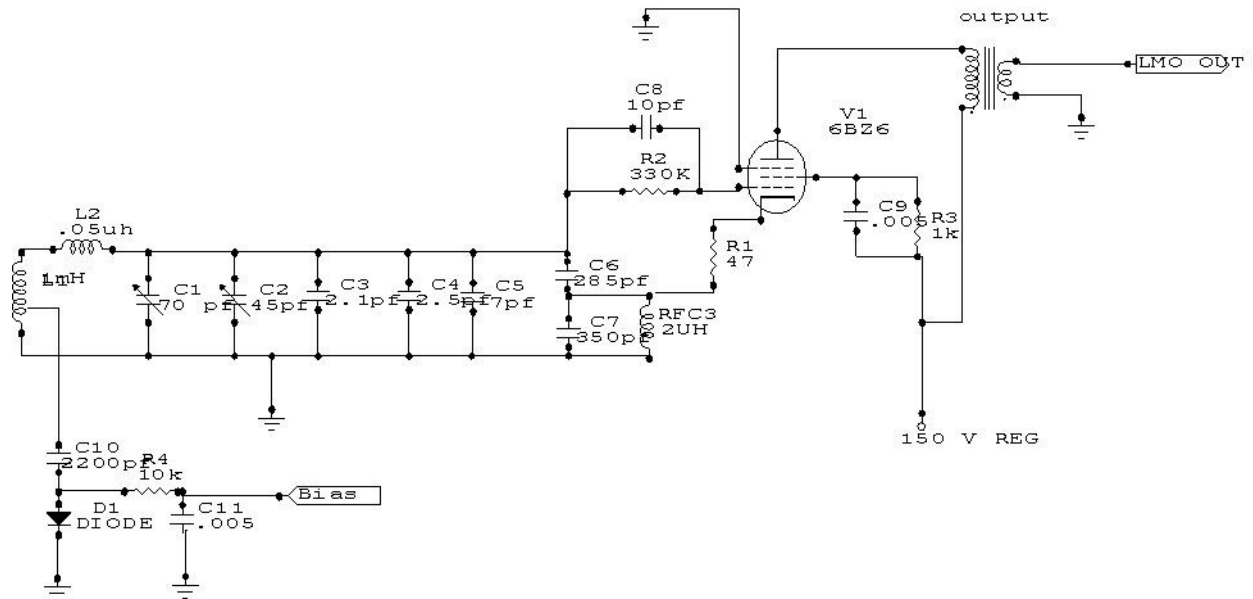 output
LMO OUT
C8
10pf
V1
6BZ6
R2
330K
C9
.005
R3
1k
L2
.05uh
R1
47
1mH
C1
70 pf
C2
45pf
C3
2.1pf
C4
2.5pf
C5
7pf
C6
285pf
C7
350pf
RFC3
2UH
150 V REG
C10
2200pf
R4
10k
Bias
D1
DIODE
C11
.005